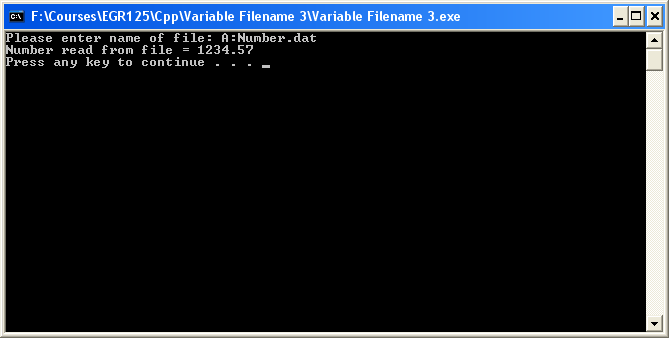 F:\Courses\EGR125\Cpp\Variable Filename 3\Variable Filename 3.exe
Please enter name of file: A:Number.dat
Number read from file = 1234.57
Press any key to continue . . . _